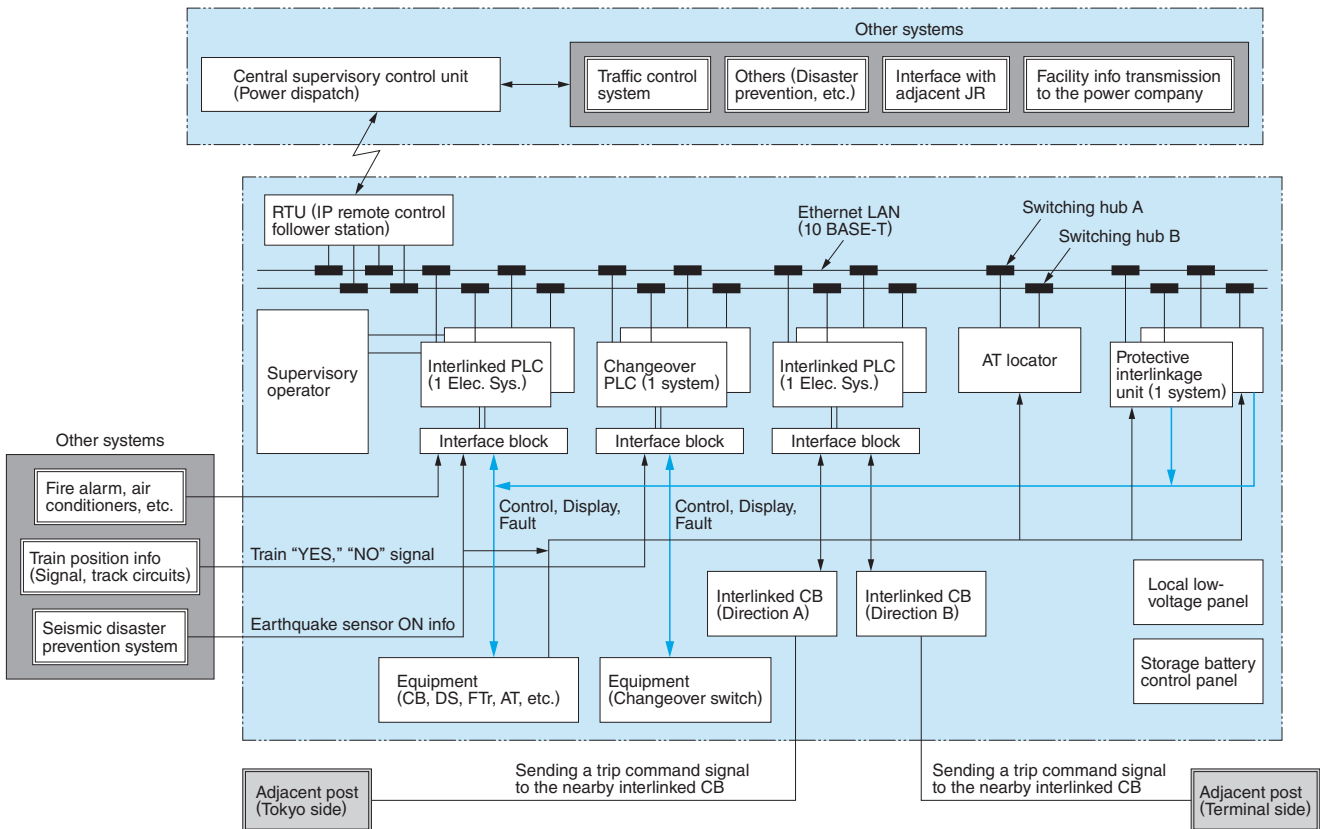 Other systems
Central supervisory control unit
(Power dispatch)
Traffic control
system
Others (Disaster
prevention, etc.)
Interface with
adjacent JR
Facility info transmission
to the power company
RTU (IP remote control
follower station)
Ethernet LAN
(10 BASE-T)
Switching hub A
Switching hub B
Supervisory
operator
Interlinked PLC
(1 Elec. Sys.)
Changeover
PLC (1 system)
Interlinked PLC
(1 Elec. Sys.)
AT locator
Protective
interlinkage
unit (1 system)
Interface block
Interface block
Interface block
Other systems
Fire alarm, air
conditioners, etc.
Train position info
(Signal, track circuits)
Seismic disaster
prevention system
Control, Display,
Fault
Control, Display,
Fault
Train “YES,” “NO” signal
Earthquake sensor ON info
Interlinked CB
(Direction A)
Interlinked CB
(Direction B)
Local low-
voltage panel
Storage battery
control panel
Equipment
(CB, DS, FTr, AT, etc.)
Equipment
(Changeover switch)
Adjacent post
(Tokyo side)
Sending a trip command signal
to the nearby interlinked CB
Sending a trip command signal
to the nearby interlinked CB
Adjacent post
(Terminal side)